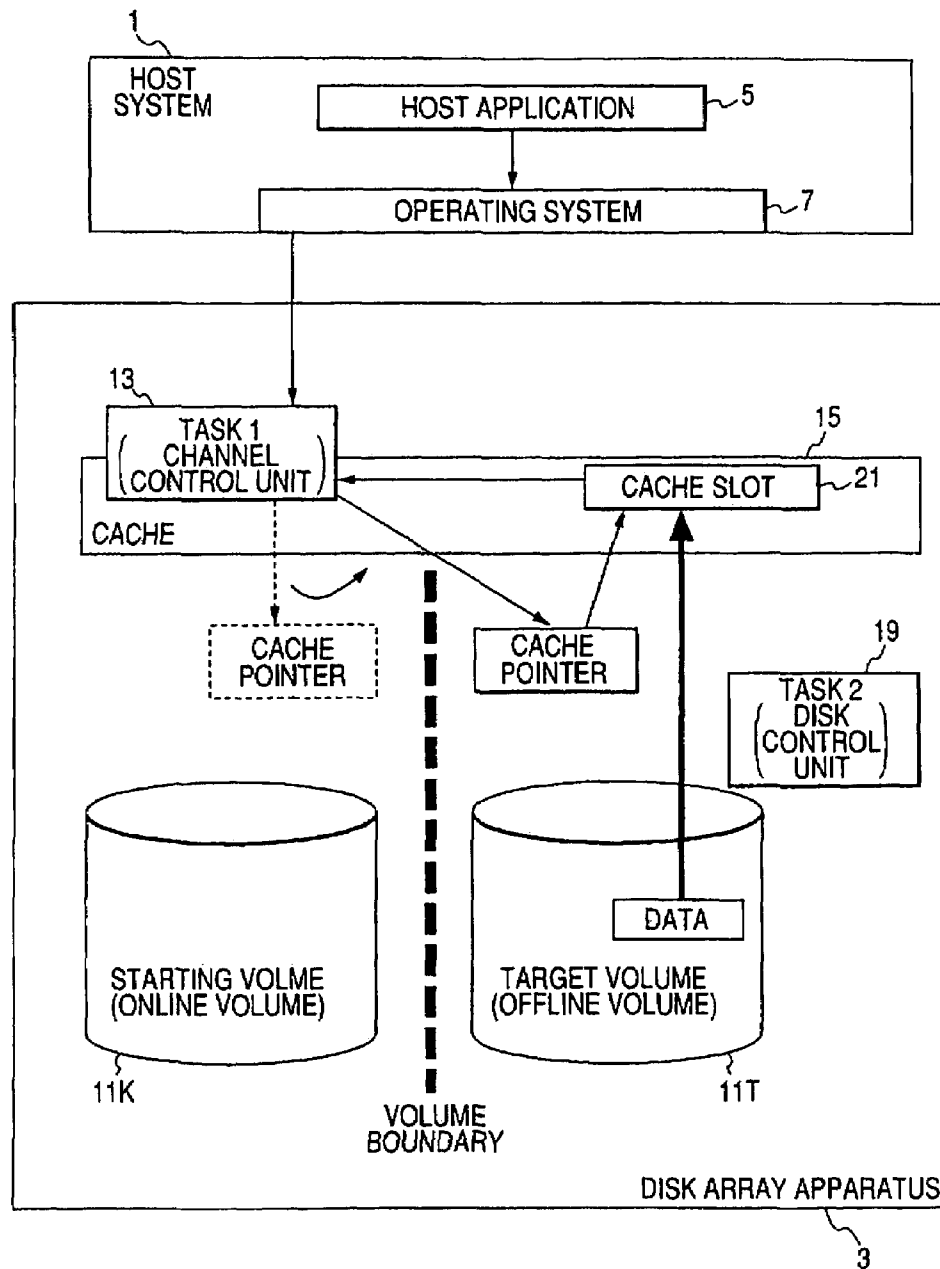 1
HOST
SYSTEM
HOST APPLICATION
5
OPERATING SYSTEM
7
13
TASK 1
(CHANNEL
CONTROL UNIT)
15
CACHE SLOT
21
CACHE
CACHE
POINTER
CACHE
POINTER
19
TASK 2
(DISK
CONTROL
UNIT)
DATA
STARTING VOLME
(ONLINE VOLUME)
TARGET VOLUME
(OFFLINE VOLUME)
11K
11T
VOLUME
BOUNDARY
DISK ARRAY APPARATUS
3